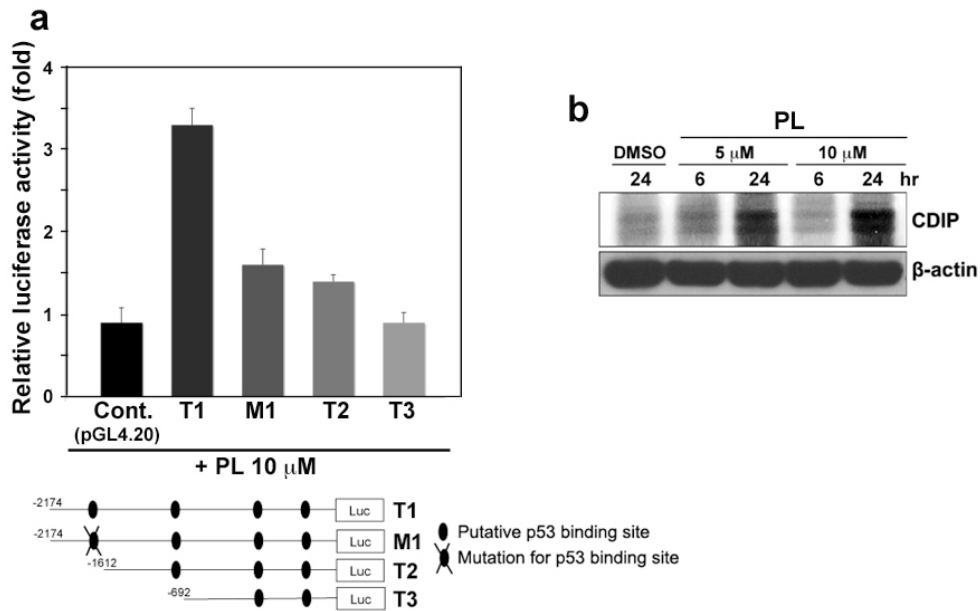 a
Relative luciferase activity (fold)
4
3
2
1
0
Cont. T1 M1 T2 T3
(pGL4.20)
+ PL 10 μM
-2174 Luc T1
-2174 Luc M1
-1612 Luc T2
-692 Luc T3
Putative p53 binding site
Mutation for p53 binding site
b
PL
DMSO 5 μM 10 μM
24 6 24 6 24 hr
CDIP
β-actin